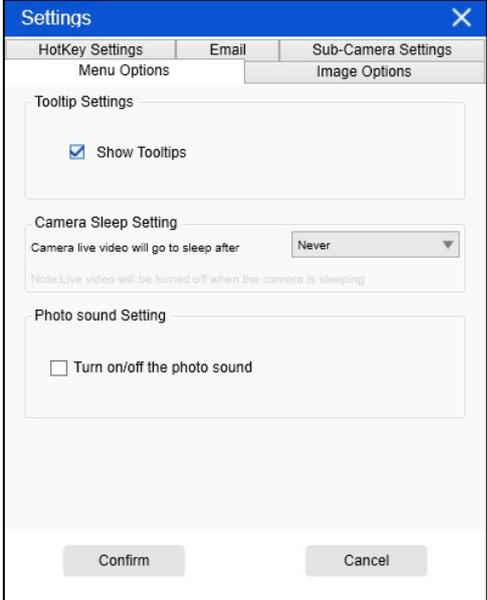 Settings
HotKey Settings Email Sub-Camera Settings
Menu Options Image Options
Tooltip Settings
Show Tooltips
Camera Sleep Setting
Camera live video will go to sleep after Never
Note:Live video will be turned off when the camera is sleeping
Photo sound Setting
Turn on/off the photo sound
Confirm Cancel